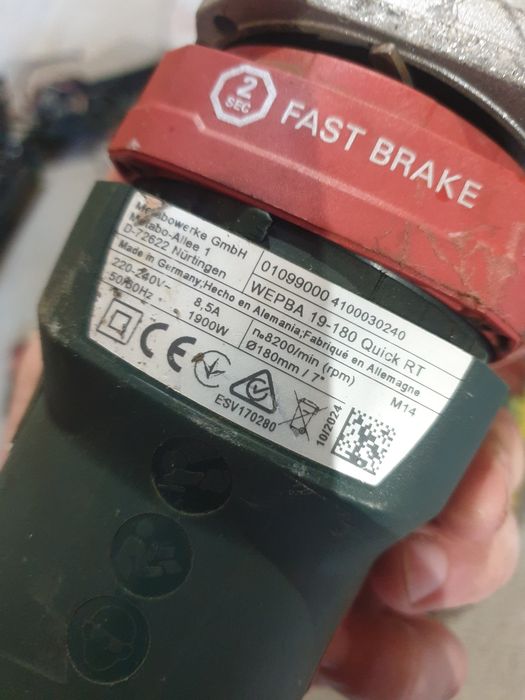 2
SEC
FAST BRAKE
Metabowerke GmbH
Metabo-Allee 1
D-72622 Nürtingen
01099000 4100030240
WEPBA 19-180 Quick RT
Made in Germany;Hecho en Alemania;Fabriqué en Allemagne
220-240V~
50/60Hz
8,5A
1900W
n₀8200/min (rpm)
Ø180mm / 7"
M14
CE
ESV170280
10/2024